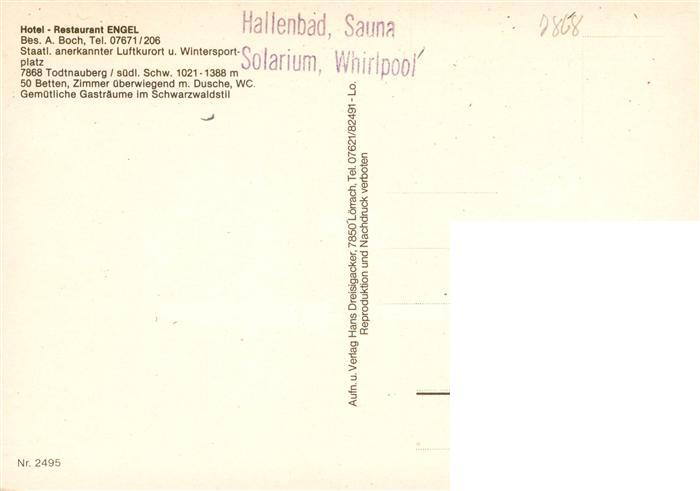 Hotel - Restaurant ENGEL
Bes. A. Boch, Tel. 07671/206
Staatl. anerkannter Luftkurort u. Wintersport-
platz
7868 Todtnauberg / südl. Schw. 1021-1388 m
50 Betten, Zimmer überwiegend m. Dusche, WC.
Gemütliche Gasträume im Schwarzwaldstil
Hallenbad, Sauna
Solarium, Whirlpool
Aufn. u. Verlag Hans Dreisigacker, 7850 Lörrach, Tel. 07621/82491 - Lö.
Reproduktion und Nachdruck verboten
Nr. 2495